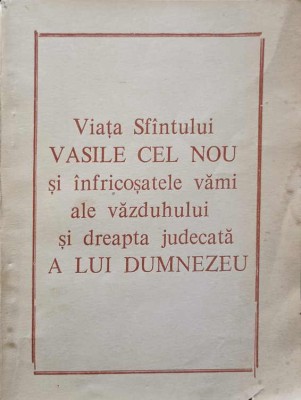 Viața Sfîntului
VASILE CEL NOU
și înfricoșatele vămi
ale văzduhului
și dreapta judecată
A LUI DUMNEZEU